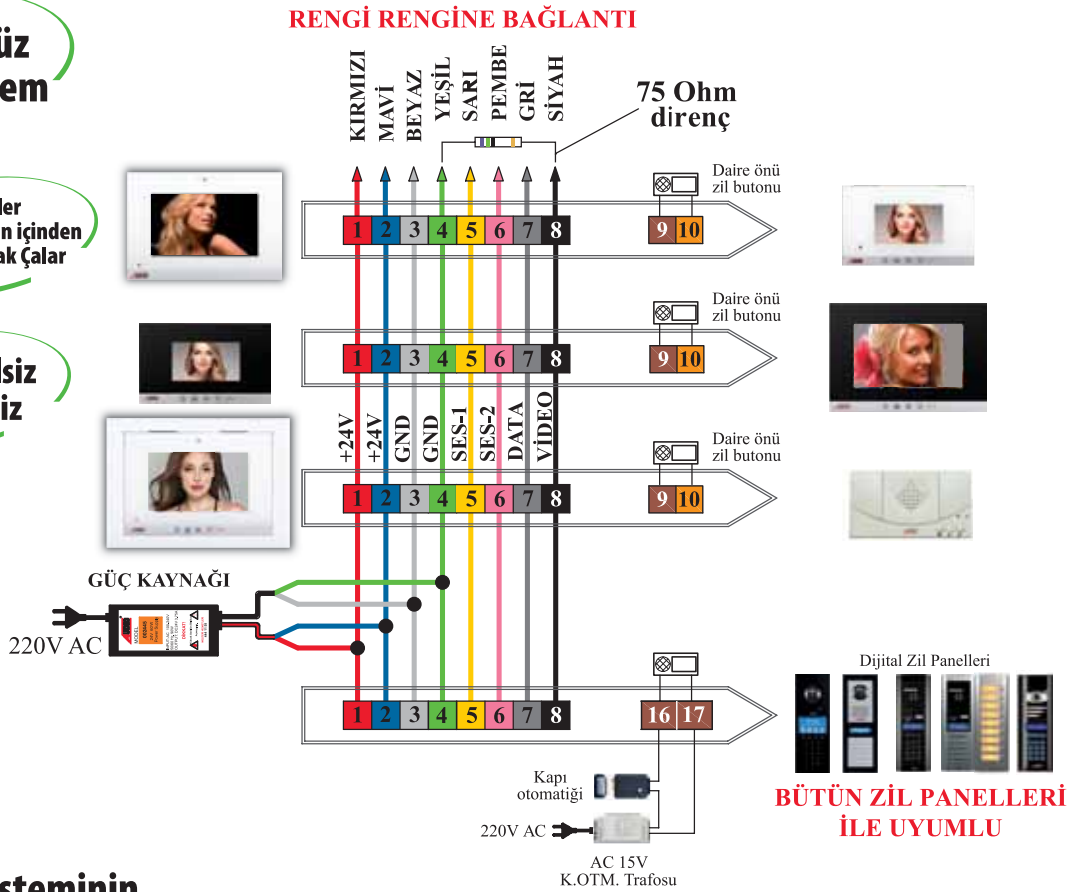 RENGİ RENGİNE BAĞLANTI
üz
em
KIRMIZI
MAVİ
BEYAZ
YEŞİL
SARI
PEMBE
GRİ
SİYAH
75 Ohm
direnç
ler
n içinden
ak Çalar
1 2 3 4 5 6 7 8
Daire önü
zil butonu
9 10
1 2 3 4 5 6 7 8
Daire önü
zil butonu
9 10
lsiz
iz
+24V
+24V
GND
GND
SES-1
SES-2
DATA
VİDEO
1 2 3 4 5 6 7 8
Daire önü
zil butonu
9 10
GÜÇ KAYNAĞI
220V AC
MODEL
1 2 3 4 5 6 7 8
16 17
Dijital Zil Panelleri
Kapı
otomatiği
220V AC
AC 15V
K.OTM. Trafosu
BÜTÜN ZİL PANELLERİ
İLE UYUMLU
steminin